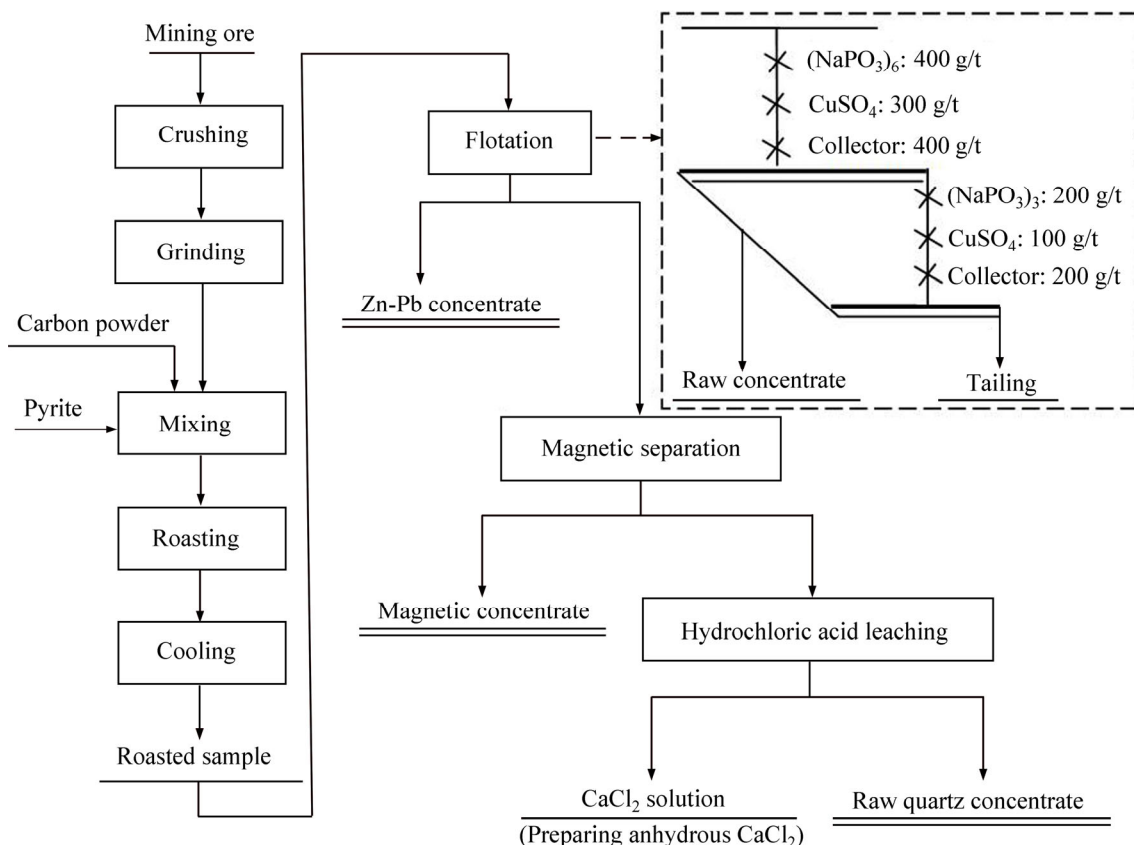 Mining ore
Crushing
Grinding
Carbon powder
Pyrite
Mixing
Roasting
Cooling
Roasted sample
Flotation
Zn-Pb concentrate
Magnetic separation
Magnetic concentrate
Hydrochloric acid leaching
CaCl₂ solution
(Preparing anhydrous CaCl₂)
Raw quartz concentrate
(NaPO₃)₆: 400 g/t
CuSO₄: 300 g/t
Collector: 400 g/t
(NaPO₃)₃: 200 g/t
CuSO₄: 100 g/t
Collector: 200 g/t
Raw concentrate
Tailing